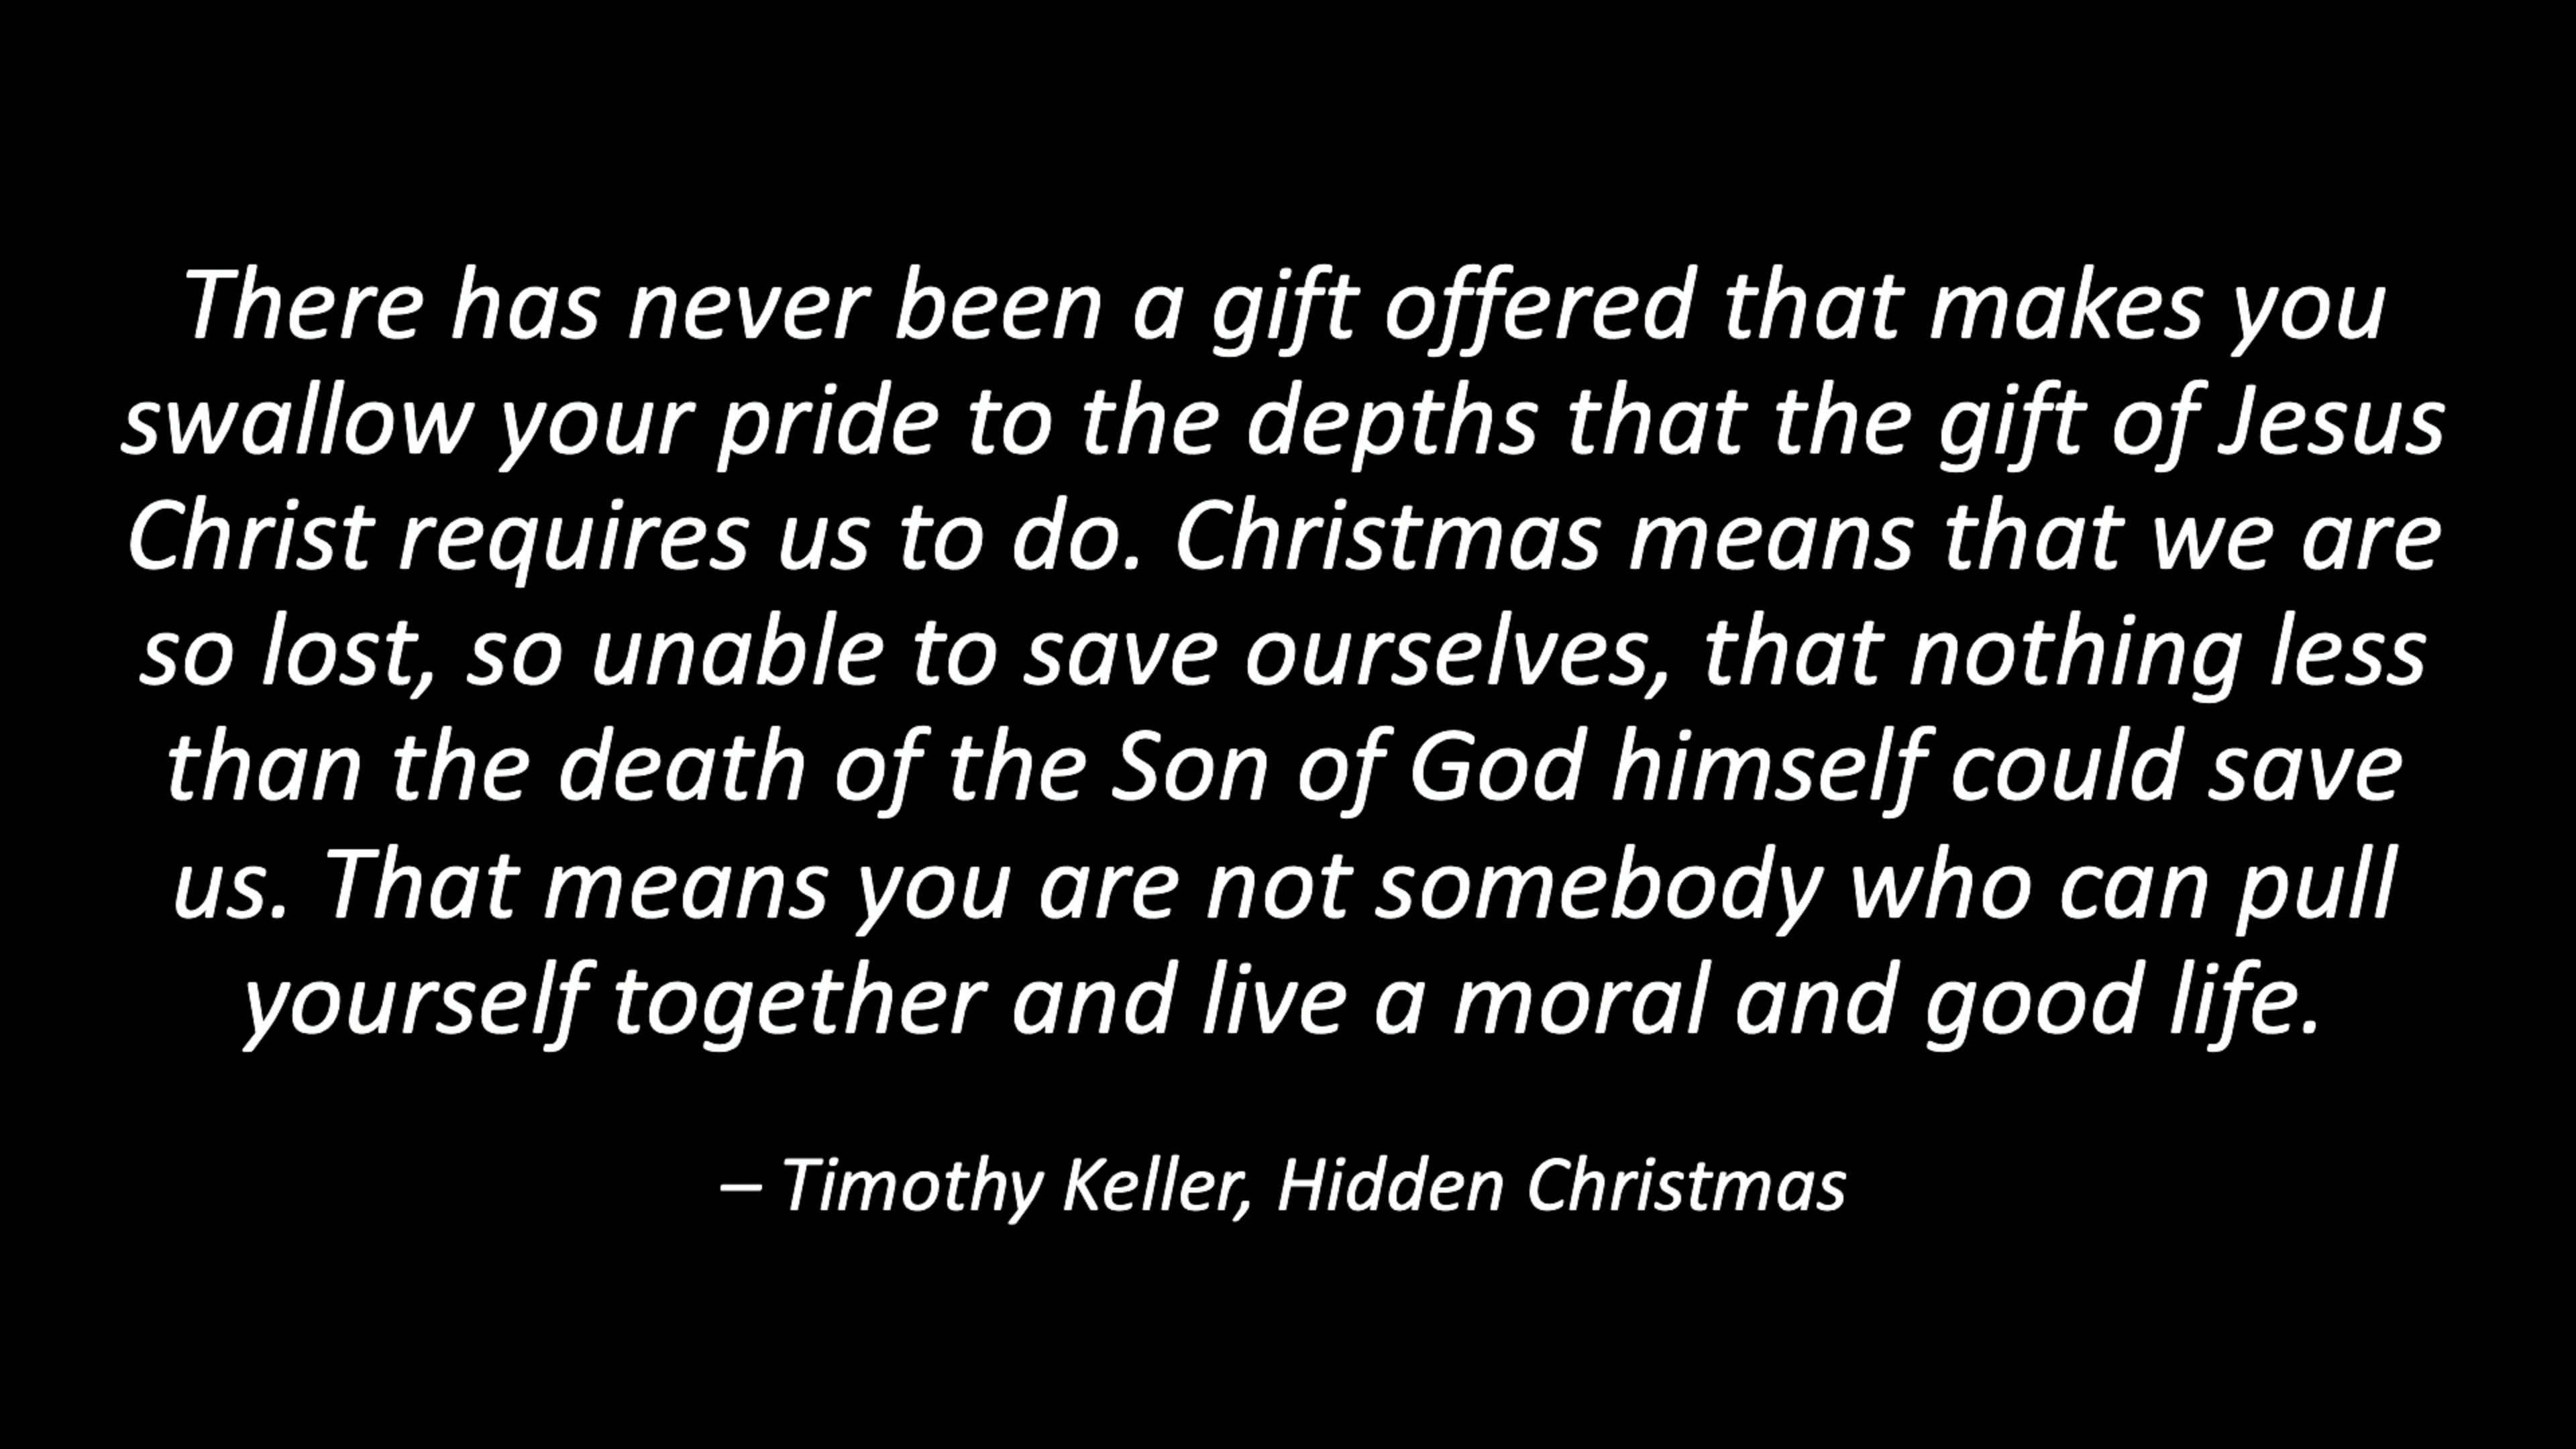 There has never been a gift offered that makes you
swallow your pride to the depths that the gift of Jesus
Christ requires us to do. Christmas means that we are
so lost, so unable to save ourselves, that nothing less
than the death of the Son of God himself could save
us. That means you are not somebody who can pull
yourself together and live a moral and good life.
– Timothy Keller, Hidden Christmas